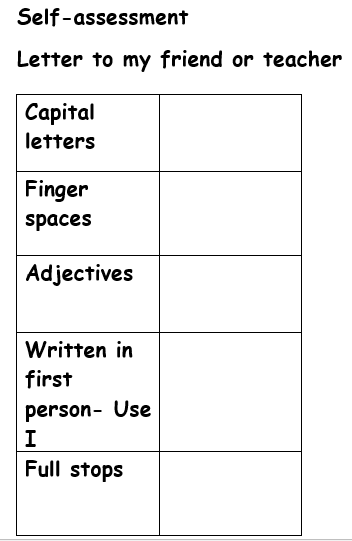 Self-assessment
Letter to my friend or teacher
Capital
letters
Finger
spaces
Adjectives
Written in
first
person- Use
I
Full stops